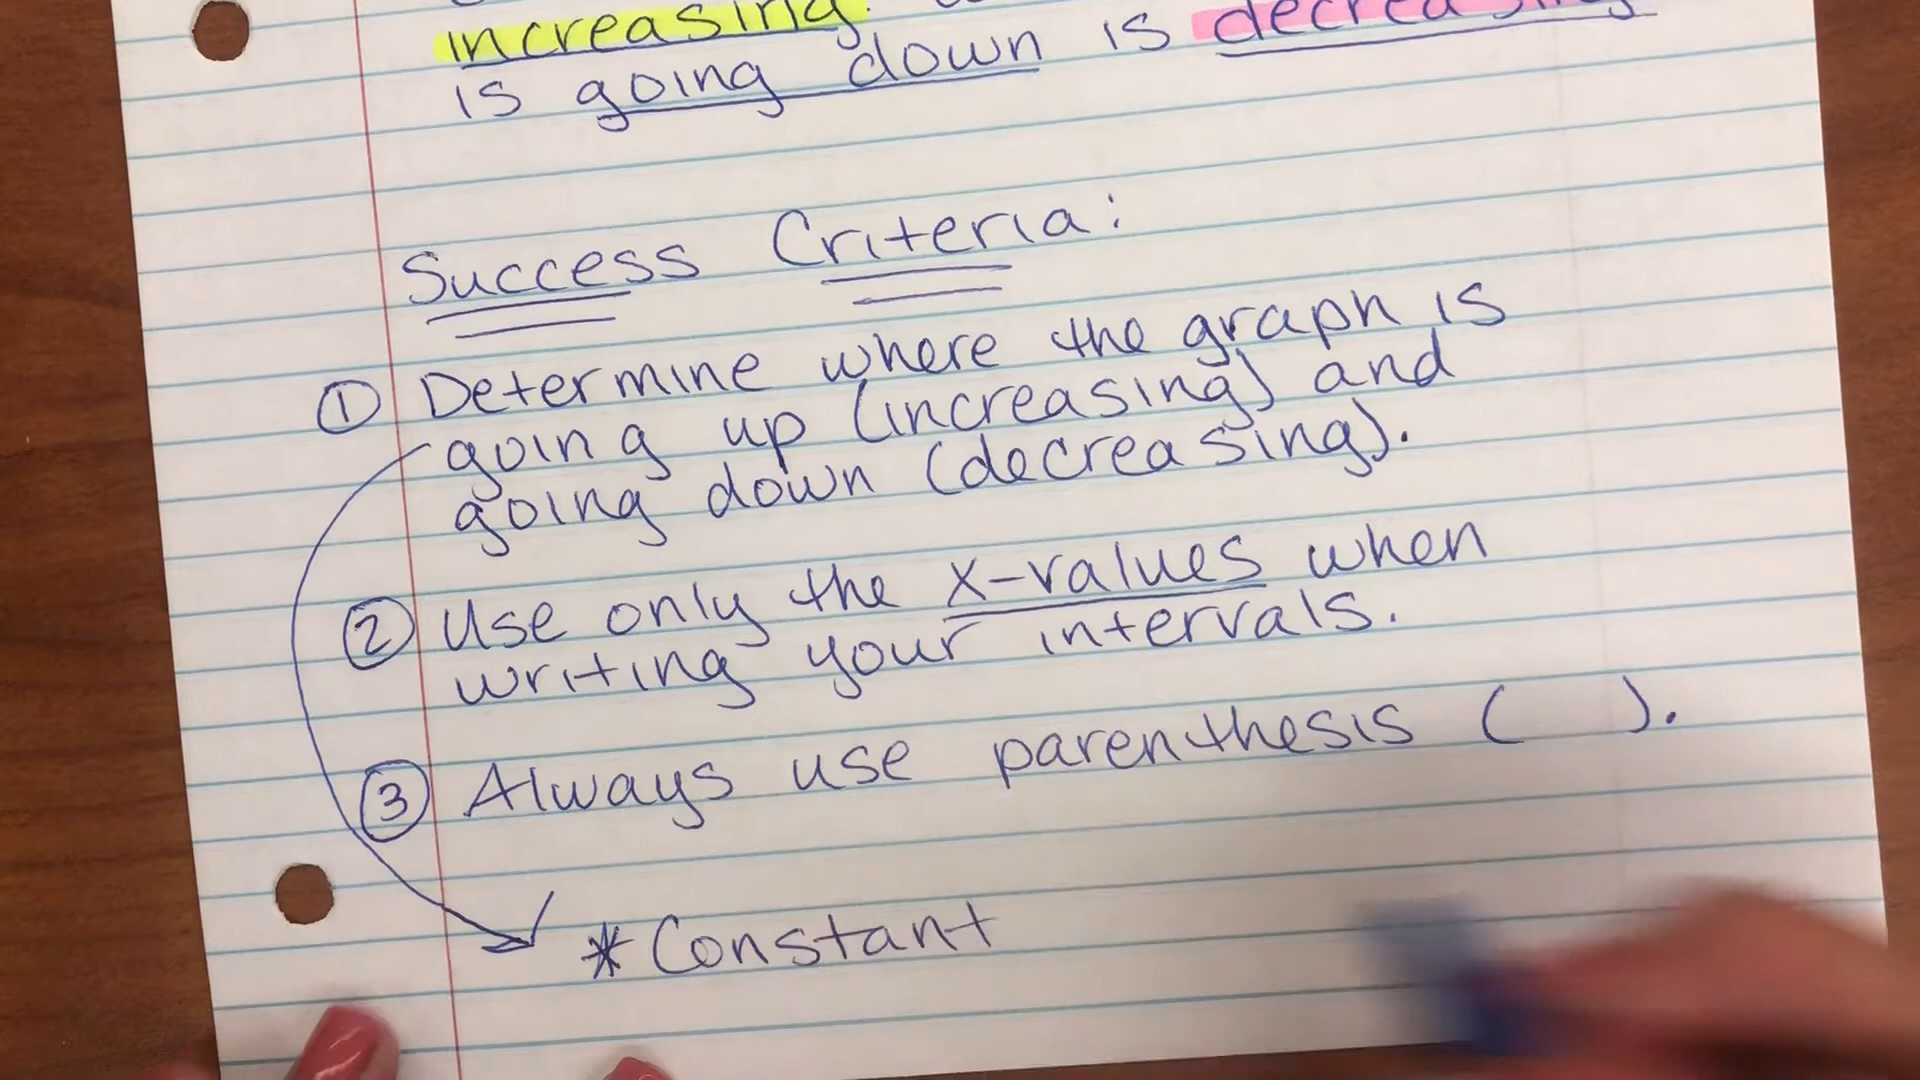 increasing.
is going down is decreasing
Success Criteria:
① Determine where the graph is
going up (increasing) and
going down (decreasing).
② Use only the x-values when
writing your intervals.
③ Always use parenthesis ( ).
* Constant